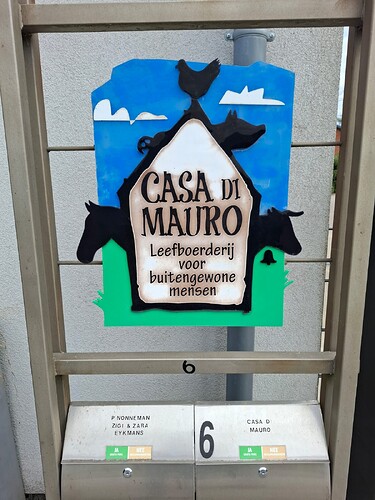 CASA DI
MAURO
Leefboerderij
voor
buitengewone
mensen
6
P NONNEMAN
ZIGI & ZARA
EYKMANS
6
CASA DI
MAURO